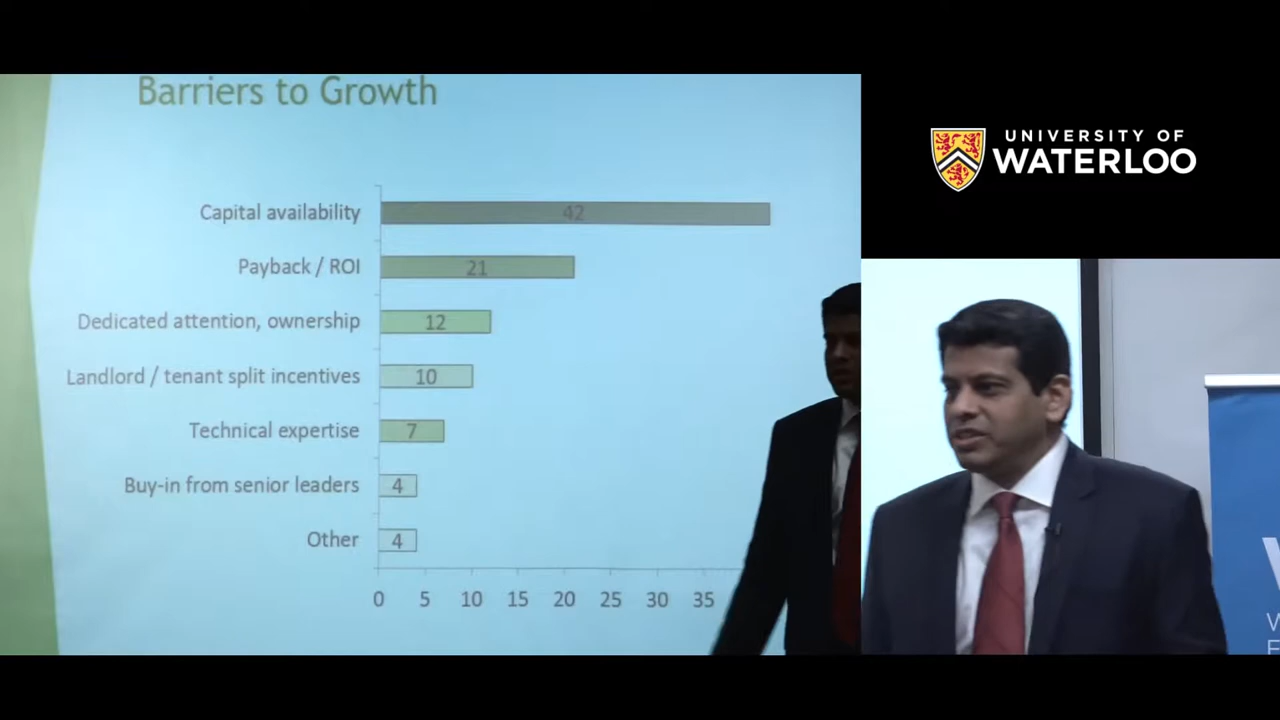 Barriers to Growth
Capital availability
42
Payback / ROI
21
Dedicated attention, ownership
12
Landlord / tenant split incentives
10
Technical expertise
7
Buy-in from senior leaders
4
Other
4
0 5 10 15 20 25 30 35
UNIVERSITY OF
WATERLOO